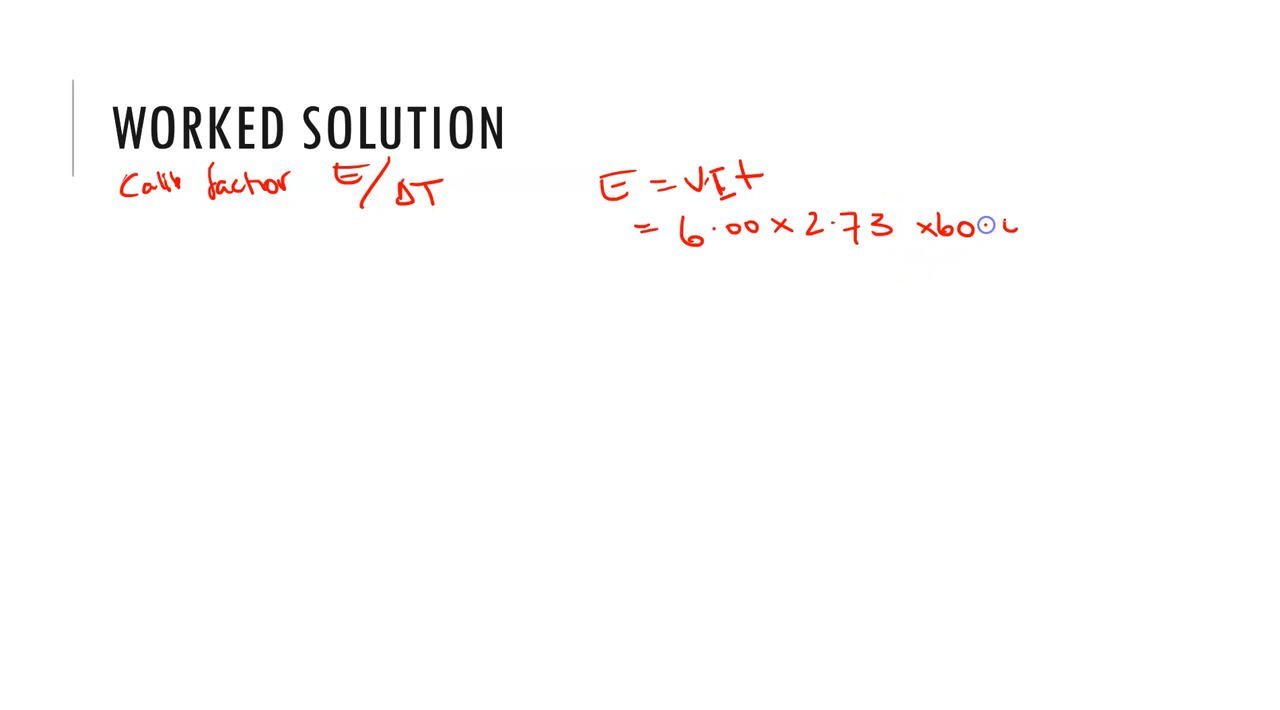 WORKED SOLUTION
Calib factor E/ΔT
E = VIt
= 6.00 × 2.73 × 60